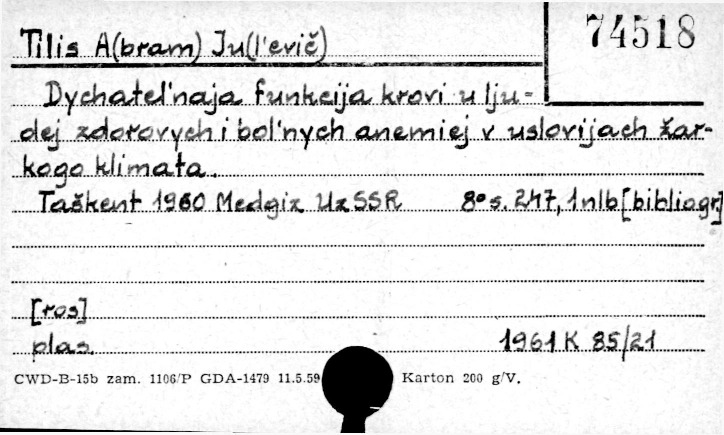 74518
Tilis A(bram) Ju(l'evič)
Dychatel'naja funkcija krovi u lju-
dej zdorovych i bol'nych anemiej v uslovijach žar-
kogo klimata.
Taškent 1960 Medgiz UzSSR 8° s. 247, 1 nlb [bibliogr]
[ros]
plas. 1961 K 85/21
CWD-B-15b zam. 1106/P GDA-1479 11.5.59 Karton 200 g/V.